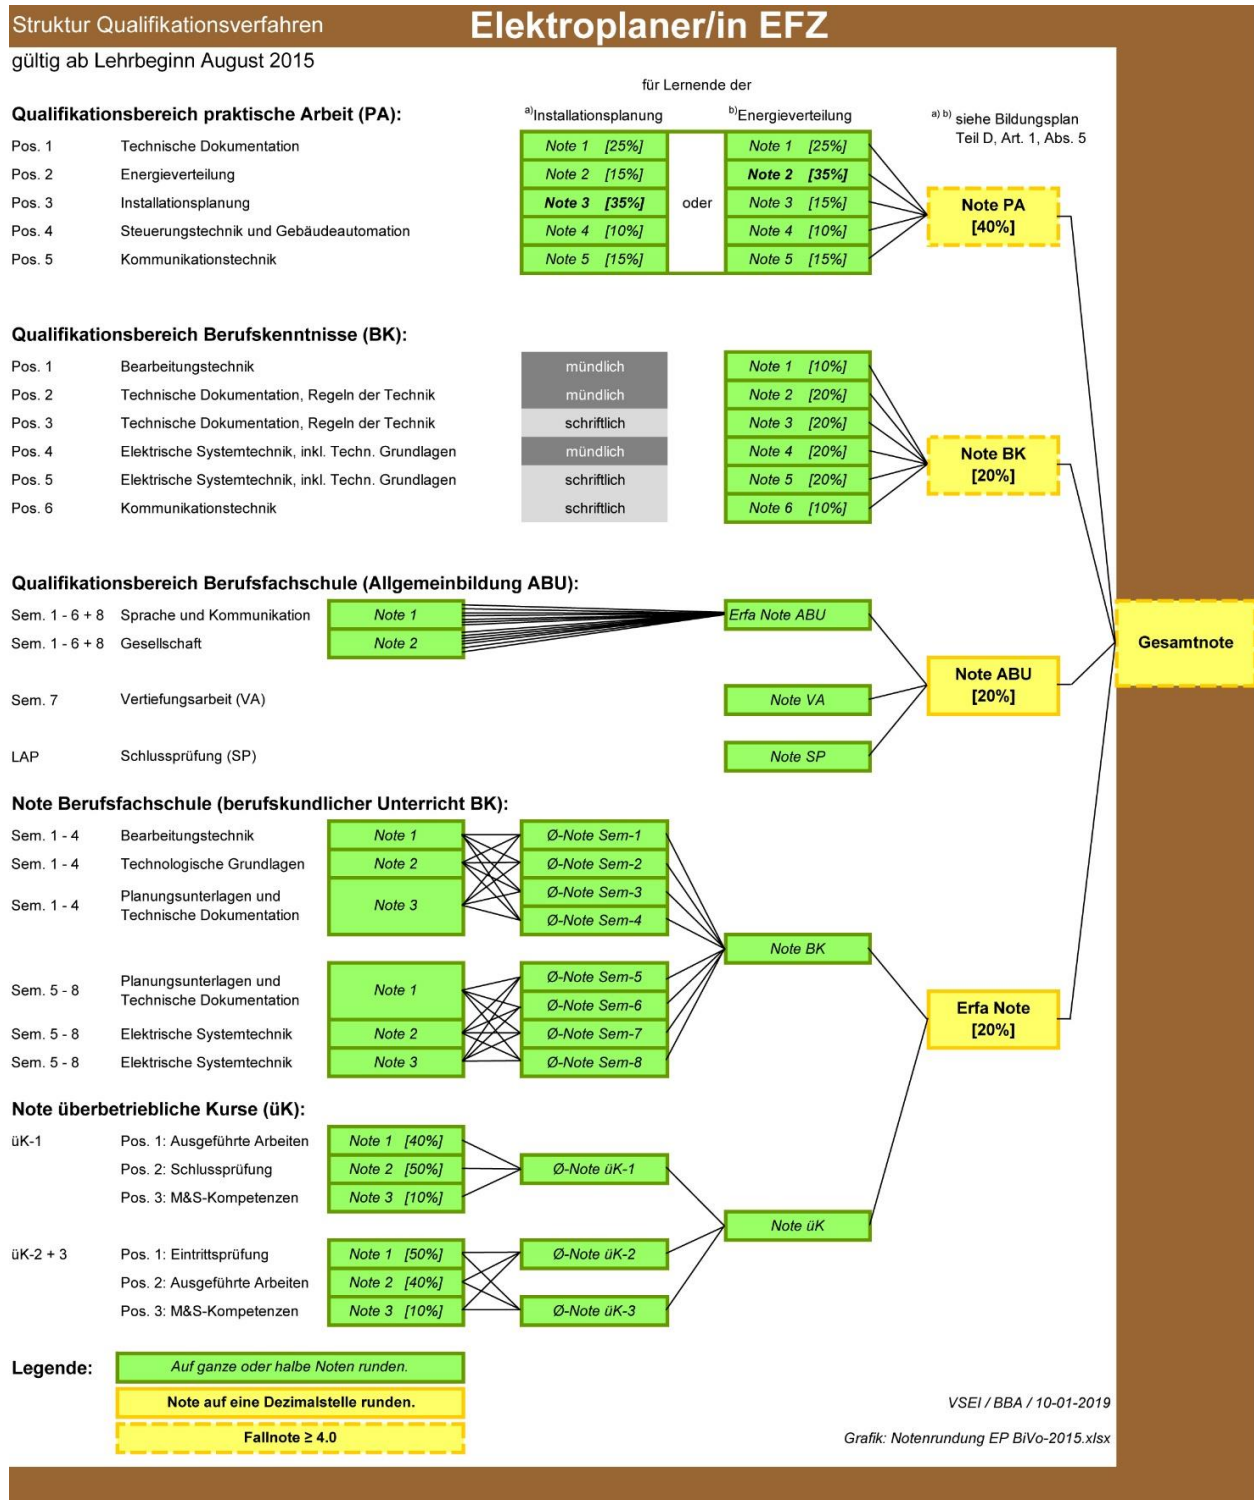 Struktur Qualifikationsverfahren Elektroplaner/in EFZ
gültig ab Lehrbeginn August 2015
für Lernende der
Qualifikationsbereich praktische Arbeit (PA): a)Installationsplanung b)Energieverteilung a) b) siehe Bildungsplan
Teil D, Art. 1, Abs. 5
Pos. 1 Technische Dokumentation Note 1 [25%] Note 1 [25%]
Pos. 2 Energieverteilung Note 2 [15%] Note 2 [35%]
Pos. 3 Installationsplanung Note 3 [35%] oder Note 3 [15%] Note PA
[40%]
Pos. 4 Steuerungstechnik und Gebäudeautomation Note 4 [10%] Note 4 [10%]
Pos. 5 Kommunikationstechnik Note 5 [15%] Note 5 [15%]
Qualifikationsbereich Berufskenntnisse (BK):
Pos. 1 Bearbeitungstechnik mündlich Note 1 [10%]
Pos. 2 Technische Dokumentation, Regeln der Technik mündlich Note 2 [20%]
Pos. 3 Technische Dokumentation, Regeln der Technik schriftlich Note 3 [20%]
Pos. 4 Elektrische Systemtechnik, inkl. Techn. Grundlagen mündlich Note 4 [20%] Note BK
[20%]
Pos. 5 Elektrische Systemtechnik, inkl. Techn. Grundlagen schriftlich Note 5 [20%]
Pos. 6 Kommunikationstechnik schriftlich Note 6 [10%]
Qualifikationsbereich Berufsfachschule (Allgemeinbildung ABU):
Sem. 1 - 6 + 8 Sprache und Kommunikation Note 1 Erfa Note ABU
Sem. 1 - 6 + 8 Gesellschaft Note 2 Gesamtnote
Note ABU
[20%]
Sem. 7 Vertiefungsarbeit (VA) Note VA
LAP Schlussprüfung (SP) Note SP
Note Berufsfachschule (berufskundlicher Unterricht BK):
Sem. 1 - 4 Bearbeitungstechnik Note 1 Ø-Note Sem-1
Sem. 1 - 4 Technologische Grundlagen Note 2 Ø-Note Sem-2
Sem. 1 - 4 Planungsunterlagen und
Technische Dokumentation Note 3 Ø-Note Sem-3
Ø-Note Sem-4
Note BK
Sem. 5 - 8 Planungsunterlagen und
Technische Dokumentation Note 1 Ø-Note Sem-5
Ø-Note Sem-6
Erfa Note
[20%]
Sem. 5 - 8 Elektrische Systemtechnik Note 2 Ø-Note Sem-7
Sem. 5 - 8 Elektrische Systemtechnik Note 3 Ø-Note Sem-8
Note überbetriebliche Kurse (üK):
üK-1 Pos. 1: Ausgeführte Arbeiten Note 1 [40%]
Pos. 2: Schlussprüfung Note 2 [50%] Ø-Note üK-1
Pos. 3: M&S-Kompetenzen Note 3 [10%]
Note üK
üK-2 + 3 Pos. 1: Eintrittsprüfung Note 1 [50%] Ø-Note üK-2
Pos. 2: Ausgeführte Arbeiten Note 2 [40%]
Pos. 3: M&S-Kompetenzen Note 3 [10%] Ø-Note üK-3
Legende: Auf ganze oder halbe Noten runden.
Note auf eine Dezimalstelle runden. VSEI / BBA / 10-01-2019
Fallnote ≥ 4.0 Grafik: Notenrundung EP BiVo-2015.xlsx